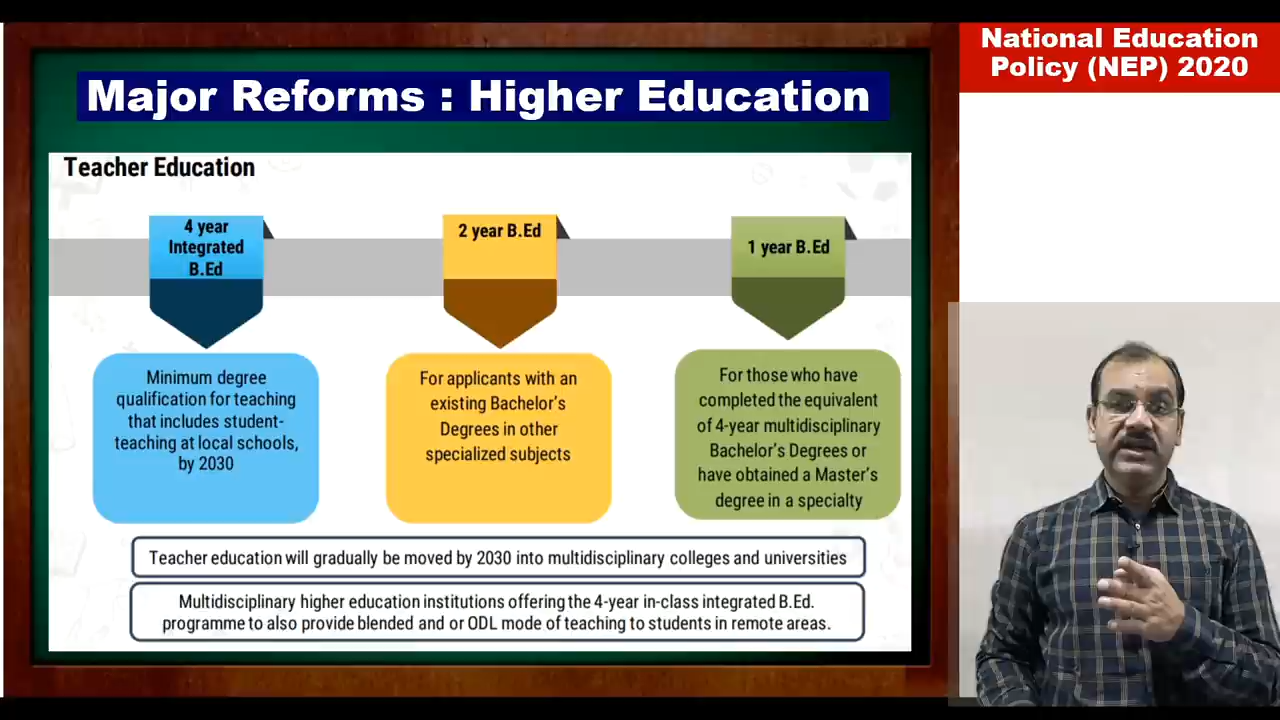 National Education
Policy (NEP) 2020
Major Reforms : Higher Education
Teacher Education
4 year
Integrated
B.Ed
2 year B.Ed
1 year B.Ed
Minimum degree
qualification for teaching
that includes student-
teaching at local schools,
by 2030
For applicants with an
existing Bachelor's
Degrees in other
specialized subjects
For those who have
completed the equivalent
of 4-year multidisciplinary
Bachelor's Degrees or
have obtained a Master's
degree in a specialty
Teacher education will gradually be moved by 2030 into multidisciplinary colleges and universities
Multidisciplinary higher education institutions offering the 4-year in-class integrated B.Ed.
programme to also provide blended and or ODL mode of teaching to students in remote areas.